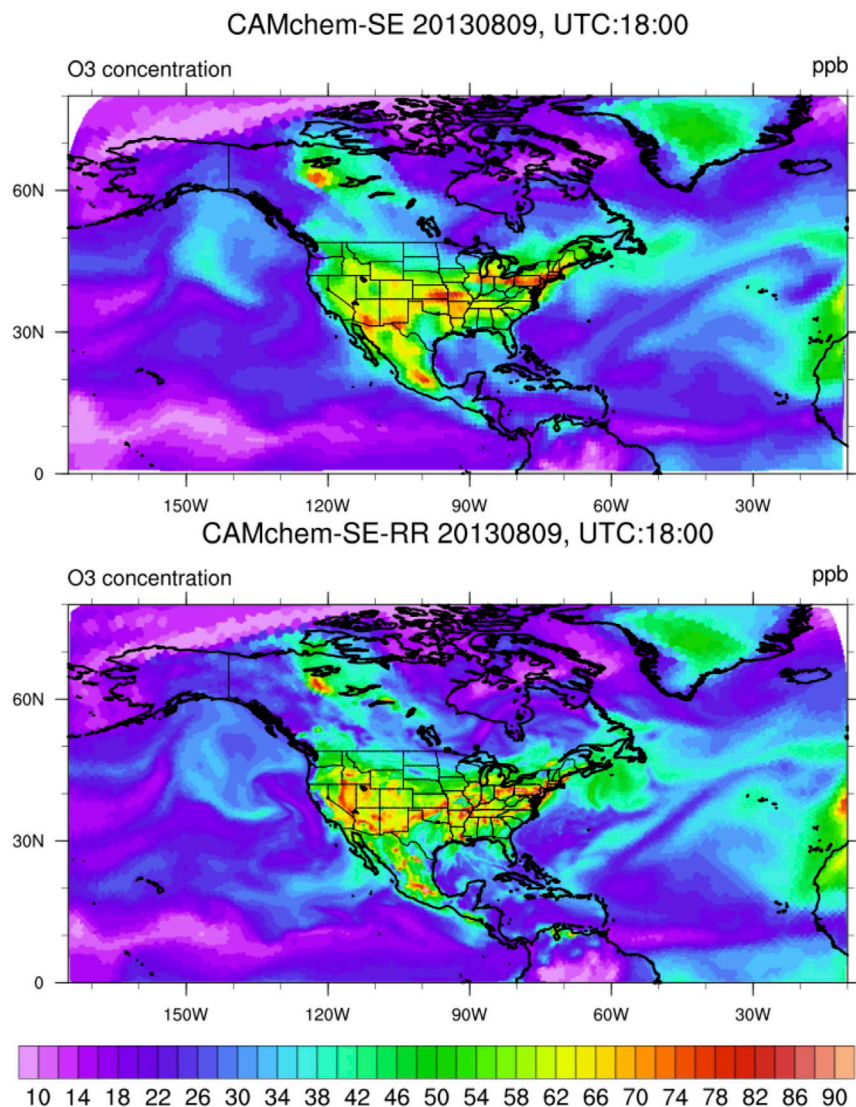 CAMchem-SE 20130809, UTC:18:00
O3 concentration ppb
60N
30N
0
150W 120W 90W 60W 30W
CAMchem-SE-RR 20130809, UTC:18:00
O3 concentration ppb
60N
30N
0
150W 120W 90W 60W 30W
10 14 18 22 26 30 34 38 42 46 50 54 58 62 66 70 74 78 82 86 90